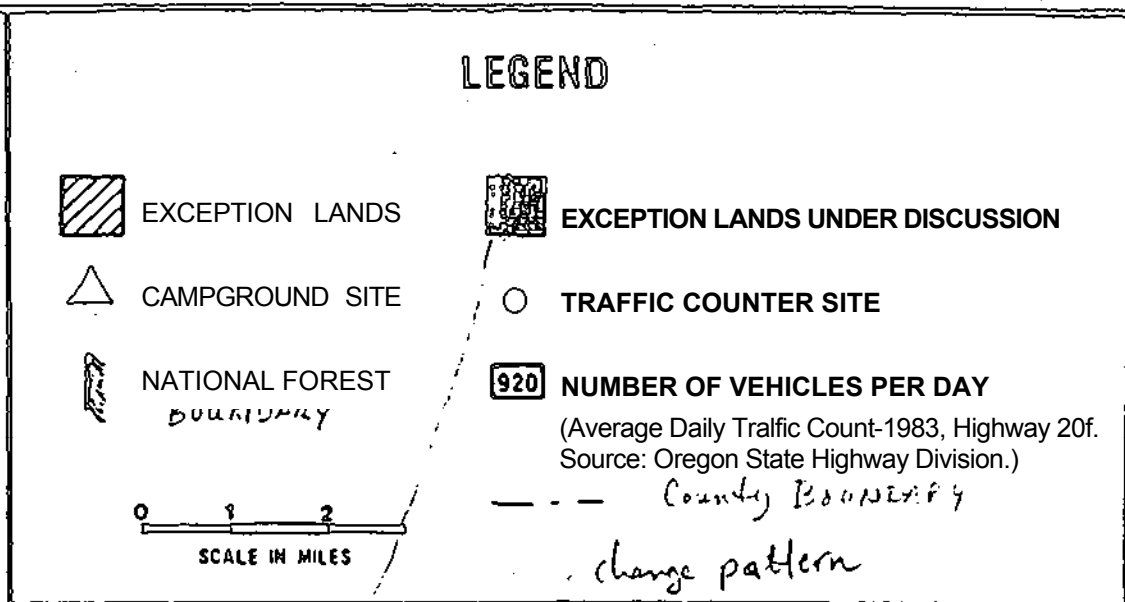 LEGEND
EXCEPTION LANDS
CAMPGROUND SITE
NATIONAL FOREST
BOUNDARY
0 1 2
SCALE IN MILES
EXCEPTION LANDS UNDER DISCUSSION
TRAFFIC COUNTER SITE
920 NUMBER OF VEHICLES PER DAY
(Average Daily Tralfic Count-1983, Highway 20f.
Source: Oregon State Highway Division.)
County BOUNDARY
change pattern